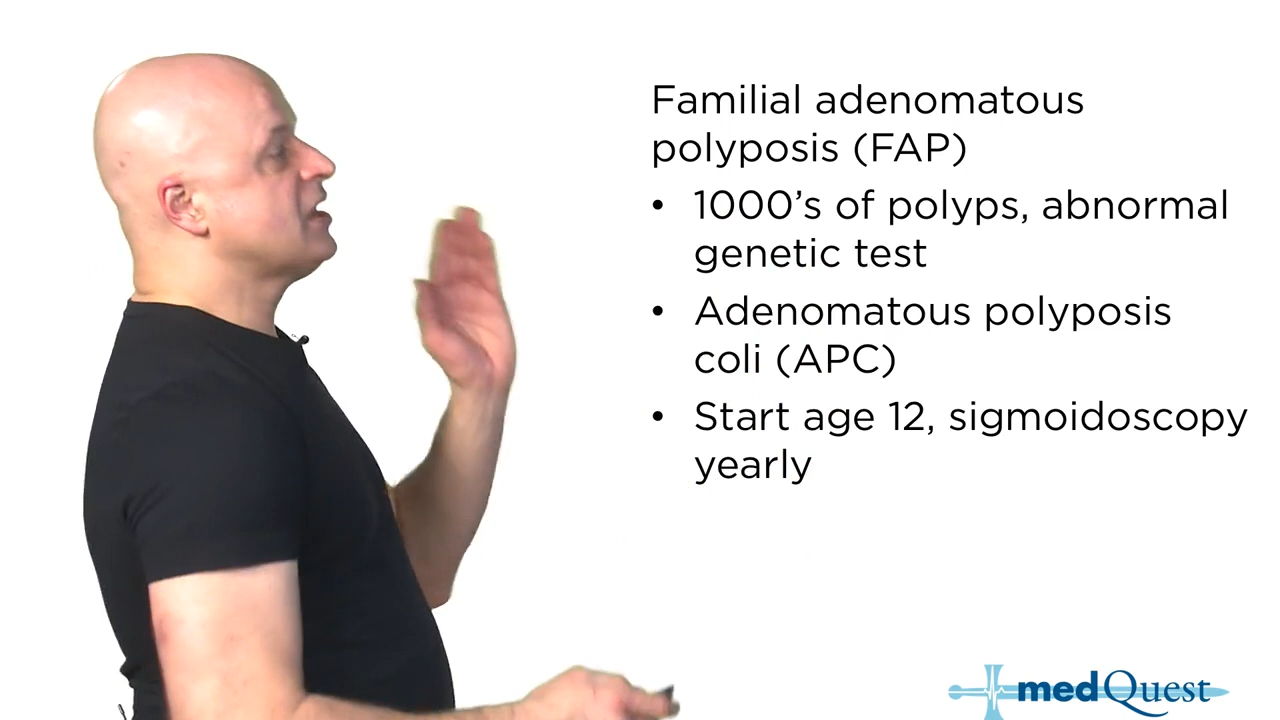 Familial adenomatous
polyposis (FAP)
• 1000’s of polyps, abnormal
genetic test
• Adenomatous polyposis
coli (APC)
• Start age 12, sigmoidoscopy
yearly
medQuest